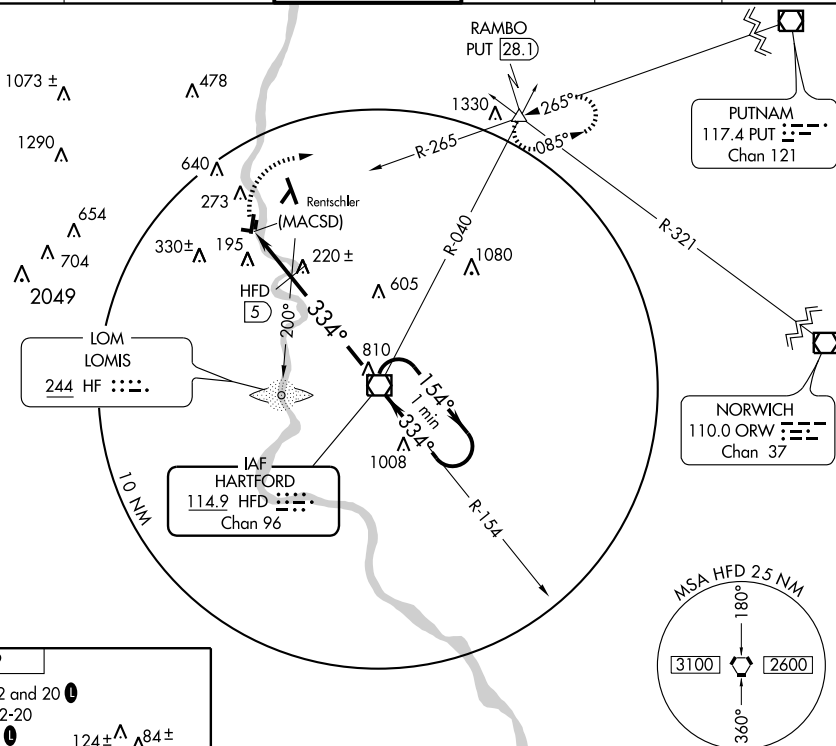 RAMBO
PUT 28.1
1073 ±
478
1330
265°
085°
PUTNAM
117.4 PUT
Chan 121
1290
R-265
640
273
Rentschler
(MACSD)
654
R-040
R-321
704
330±
195
220 ±
1080
2049
HFD
5
605
200°
334°
LOM
LOMIS
244 HF
810
154°
1 min
334°
NORWICH
110.0 ORW
Chan 37
1008
IAF
HARTFORD
114.9 HFD
Chan 96
10 NM
R-154
MSA HFD 25 NM
180°
3100
2600
360°
2 and 20 L
2-20
L
124±
84±